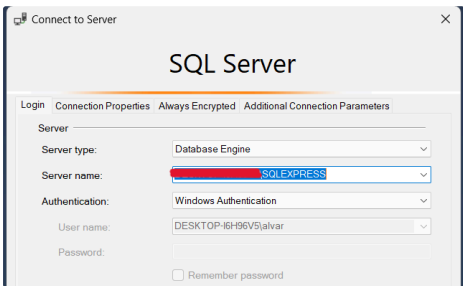 Connect to Server
SQL Server
Login Connection Properties Always Encrypted Additional Connection Parameters
Server
Server type: Database Engine
Server name: SQLEXPRESS
Authentication: Windows Authentication
User name: DESKTOP-I6H96V5\alvar
Password:
Remember password